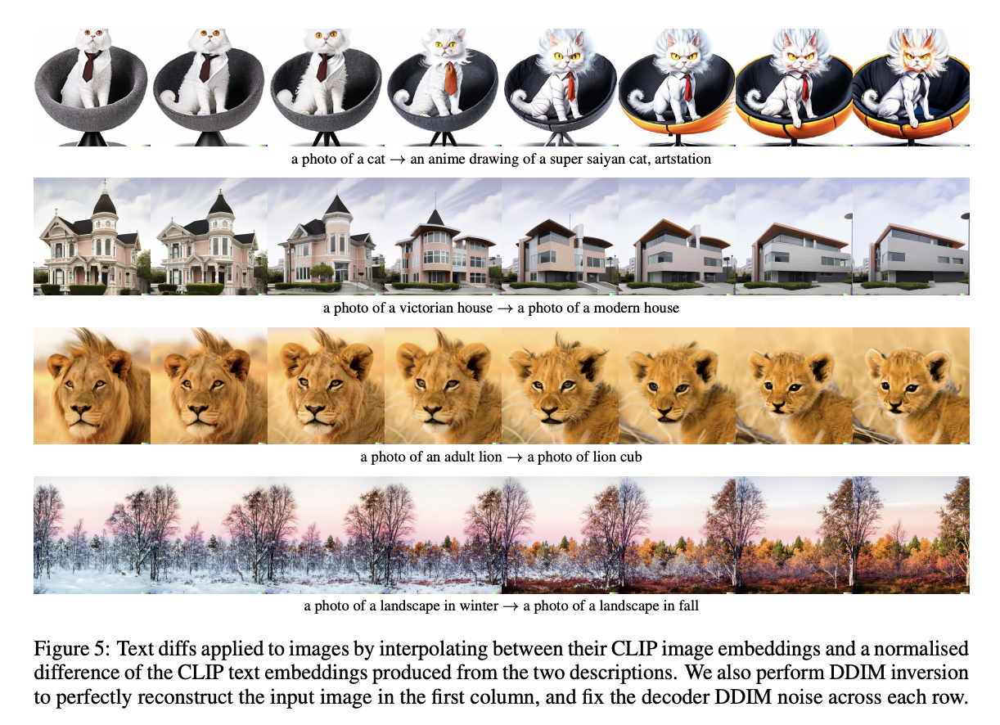 a photo of a cat → an anime drawing of a super saiyan cat, artstation
a photo of a victorian house → a photo of a modern house
a photo of an adult lion → a photo of lion cub
a photo of a landscape in winter → a photo of a landscape in fall
Figure 5: Text diffs applied to images by interpolating between their CLIP image embeddings and a normalised
difference of the CLIP text embeddings produced from the two descriptions. We also perform DDIM inversion
to perfectly reconstruct the input image in the first column, and fix the decoder DDIM noise across each row.